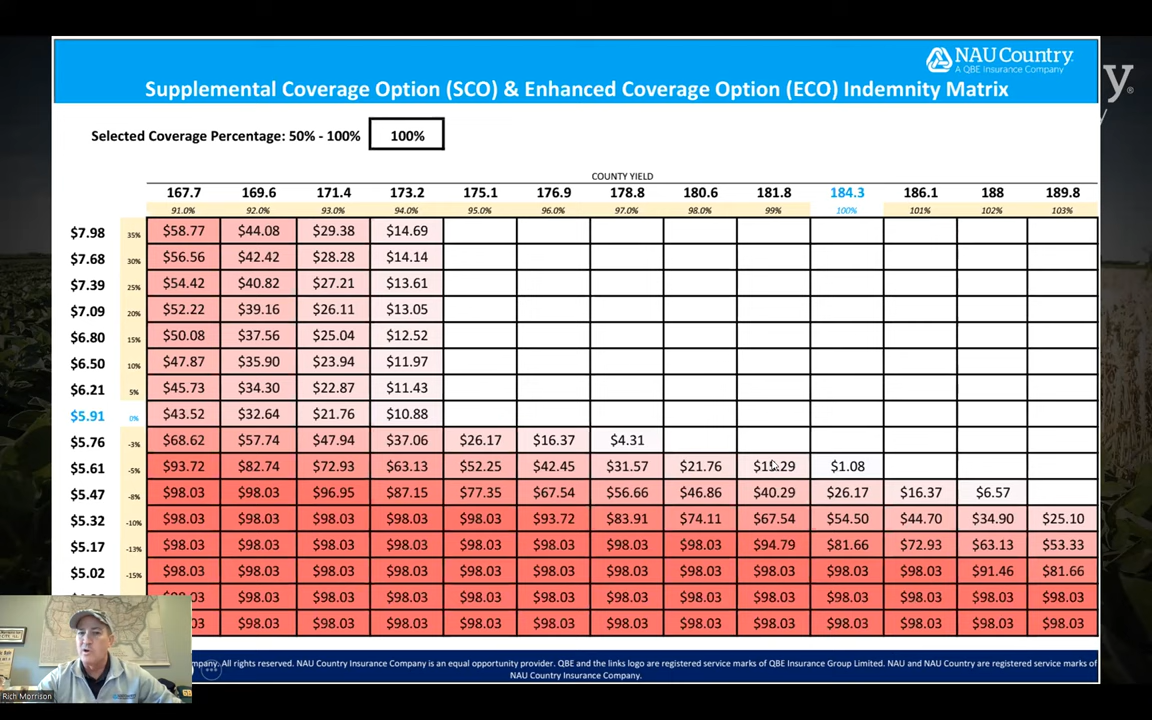 NAU Country
A QBE Insurance Company
y
Supplemental Coverage Option (SCO) & Enhanced Coverage Option (ECO) Indemnity Matrix
Selected Coverage Percentage: 50% - 100% 100%
COUNTY YIELD
167.7 169.6 171.4 173.2 175.1 176.9 178.8 180.6 181.8 184.3 186.1 188 189.8
91.0% 92.0% 93.0% 94.0% 95.0% 96.0% 97.0% 98.0% 99% 100% 101% 102% 103%
$7.98 35% $58.77 $44.08 $29.38 $14.69
$7.68 30% $56.56 $42.42 $28.28 $14.14
$7.39 25% $54.42 $40.82 $27.21 $13.61
$7.09 20% $52.22 $39.16 $26.11 $13.05
$6.80 15% $50.08 $37.56 $25.04 $12.52
$6.50 10% $47.87 $35.90 $23.94 $11.97
$6.21 5% $45.73 $34.30 $22.87 $11.43
$5.91 0% $43.52 $32.64 $21.76 $10.88
$5.76 -3% $68.62 $57.74 $47.94 $37.06 $26.17 $16.37 $4.31
$5.61 -5% $93.72 $82.74 $72.93 $63.13 $52.25 $42.45 $31.57 $21.76 $1.08
$5.47 -8% $98.03 $98.03 $96.95 $87.15 $77.35 $67.54 $56.66 $46.86 $40.29 $26.17 $16.37 $6.57
$5.32 -10% $98.03 $98.03 $98.03 $98.03 $98.03 $93.72 $83.91 $74.11 $67.54 $54.50 $44.70 $34.90 $25.10
$5.17 -13% $98.03 $98.03 $98.03 $98.03 $98.03 $98.03 $98.03 $98.03 $94.79 $81.66 $72.93 $63.13 $53.33
$5.02 -15% $98.03 $98.03 $98.03 $98.03 $98.03 $98.03 $98.03 $98.03 $98.03 $98.03 $98.03 $91.46 $81.66
$98.03 $98.03 $98.03 $98.03 $98.03 $98.03 $98.03 $98.03 $98.03 $98.03 $98.03 $98.03
03 $98.03 $98.03 $98.03 $98.03 $98.03 $98.03 $98.03 $98.03 $98.03 $98.03 $98.03 $98.03
mpany. All rights reserved. NAU Country Insurance Company is an equal opportunity provider. QBE and the links logo are registered service marks of QBE Insurance Group Limited. NAU and NAU Country are registered service marks of
NAU Country Insurance Company.
Rich Morrison